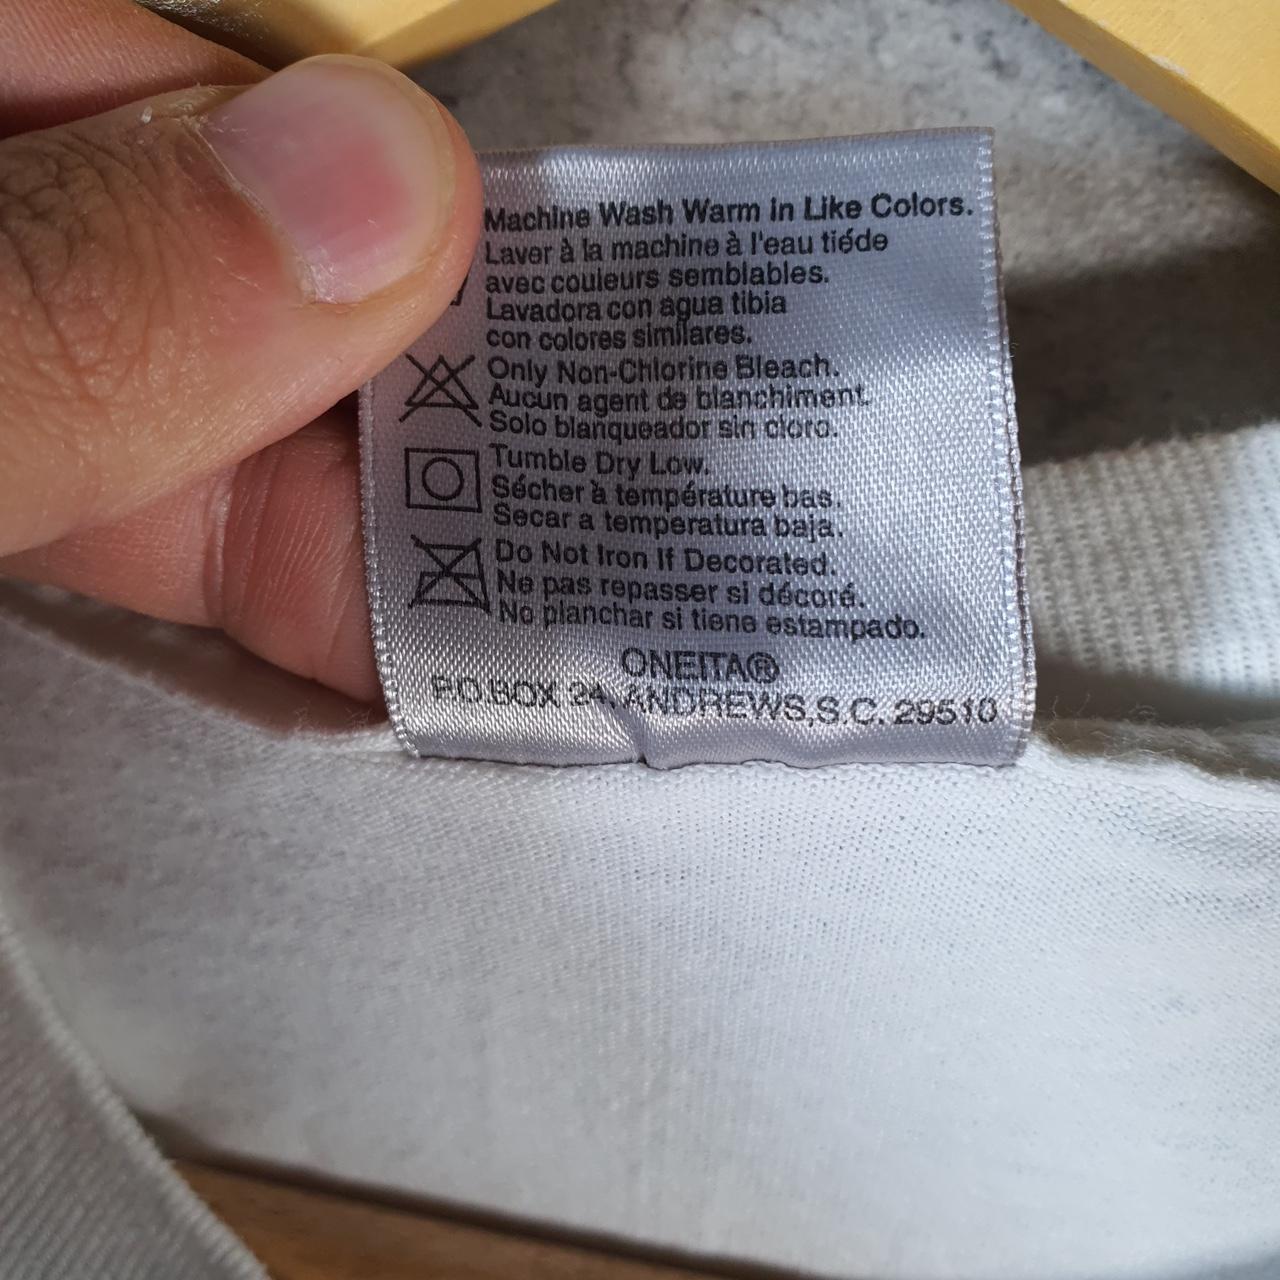 Machine Wash Warm in Like Colors.
Laver à la machine à l'eau tiéde
avec couleurs semblables.
Lavadora con agua tibia
con colores similares.
Only Non-Chlorine Bleach.
Aucun agent de blanchiment.
Solo blanqueador sin cloro.
Tumble Dry Low.
Sécher à température bas.
Secar a temperatura baja.
Do Not Iron If Decorated.
Ne pas repasser si décoré.
No planchar si tiene estampado.
ONEITA®
P.O.BOX 24, ANDREWS,S.C. 29510